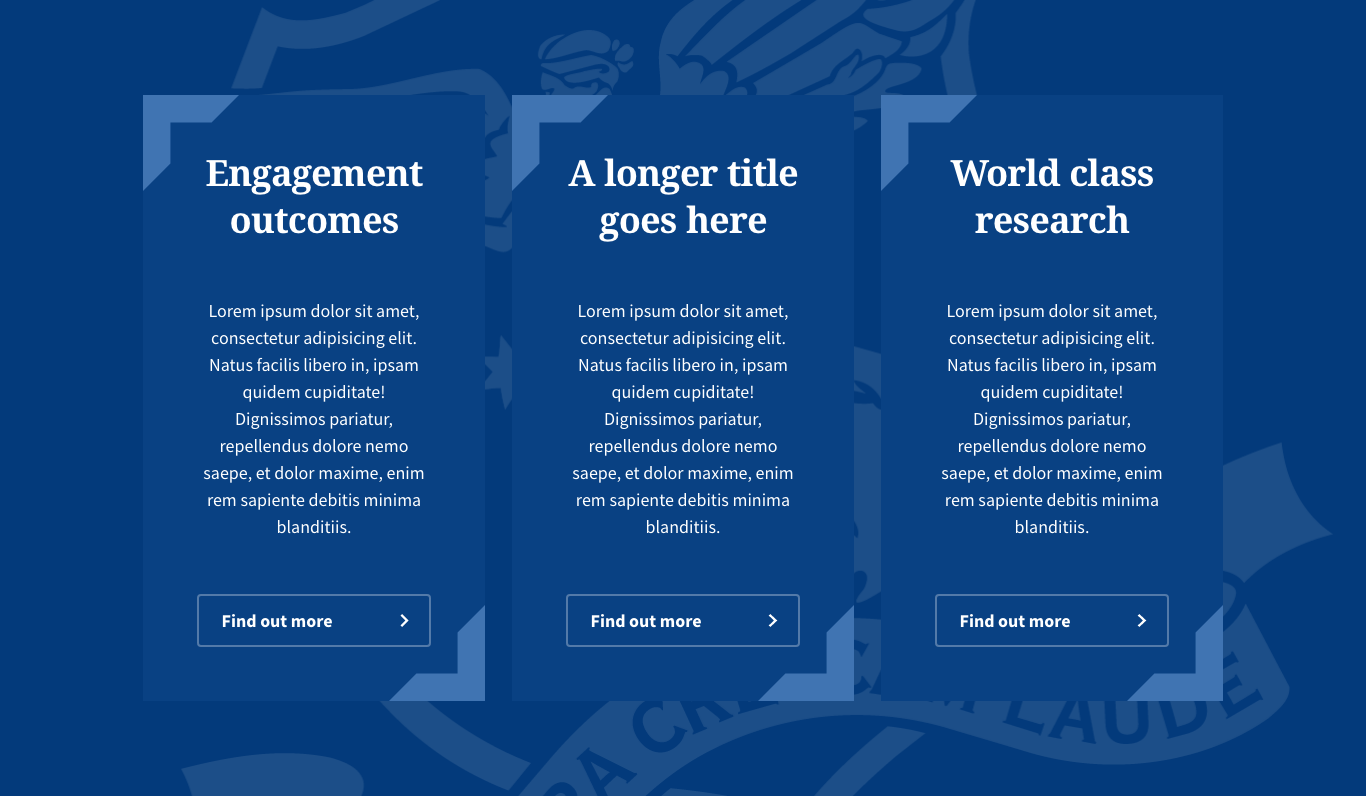 Engagement
outcomes
Lorem ipsum dolor sit amet,
consectetur adipisicing elit.
Natus facilis libero in, ipsam
quidem cupiditate!
Dignissimos pariatur,
repellendus dolore nemo
saepe, et dolor maxime, enim
rem sapiente debitis minima
blanditiis.
Find out more
A longer title
goes here
Lorem ipsum dolor sit amet,
consectetur adipisicing elit.
Natus facilis libero in, ipsam
quidem cupiditate!
Dignissimos pariatur,
repellendus dolore nemo
saepe, et dolor maxime, enim
rem sapiente debitis minima
blanditiis.
Find out more
World class
research
Lorem ipsum dolor sit amet,
consectetur adipisicing elit.
Natus facilis libero in, ipsam
quidem cupiditate!
Dignissimos pariatur,
repellendus dolore nemo
saepe, et dolor maxime, enim
rem sapiente debitis minima
blanditiis.
Find out more
LAUDE